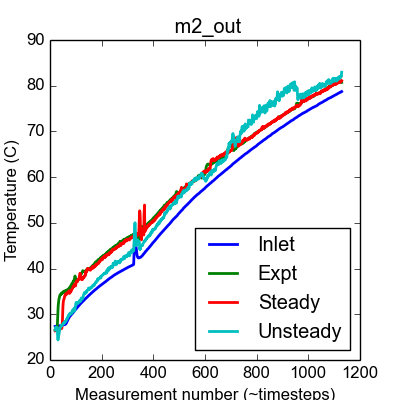 m2_out
90
80
70
60
50
40
30
20
Temperature (C)
Inlet
Expt
Steady
Unsteady
0 200 400 600 800 1000 1200
Measurement number (~timesteps)